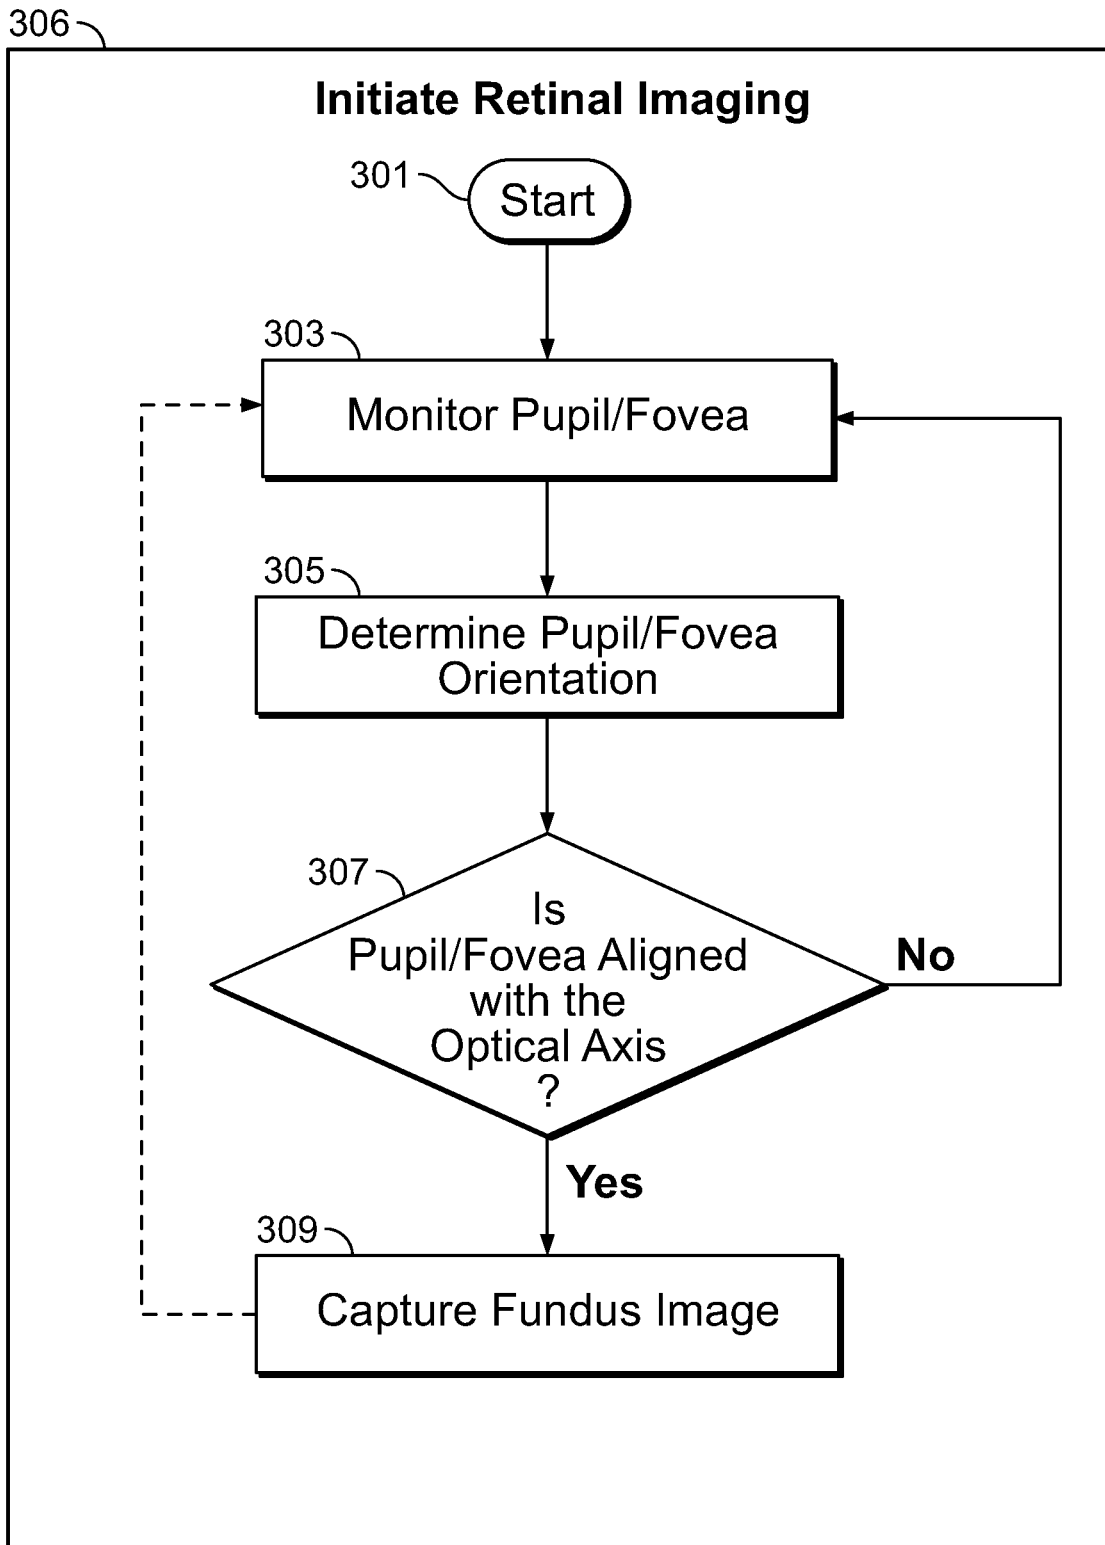 306
Initiate Retinal Imaging
301
Start
303
Monitor Pupil/Fovea
305
Determine Pupil/Fovea
Orientation
307
Is
Pupil/Fovea Aligned
with the
Optical Axis
?
No
Yes
309
Capture Fundus Image